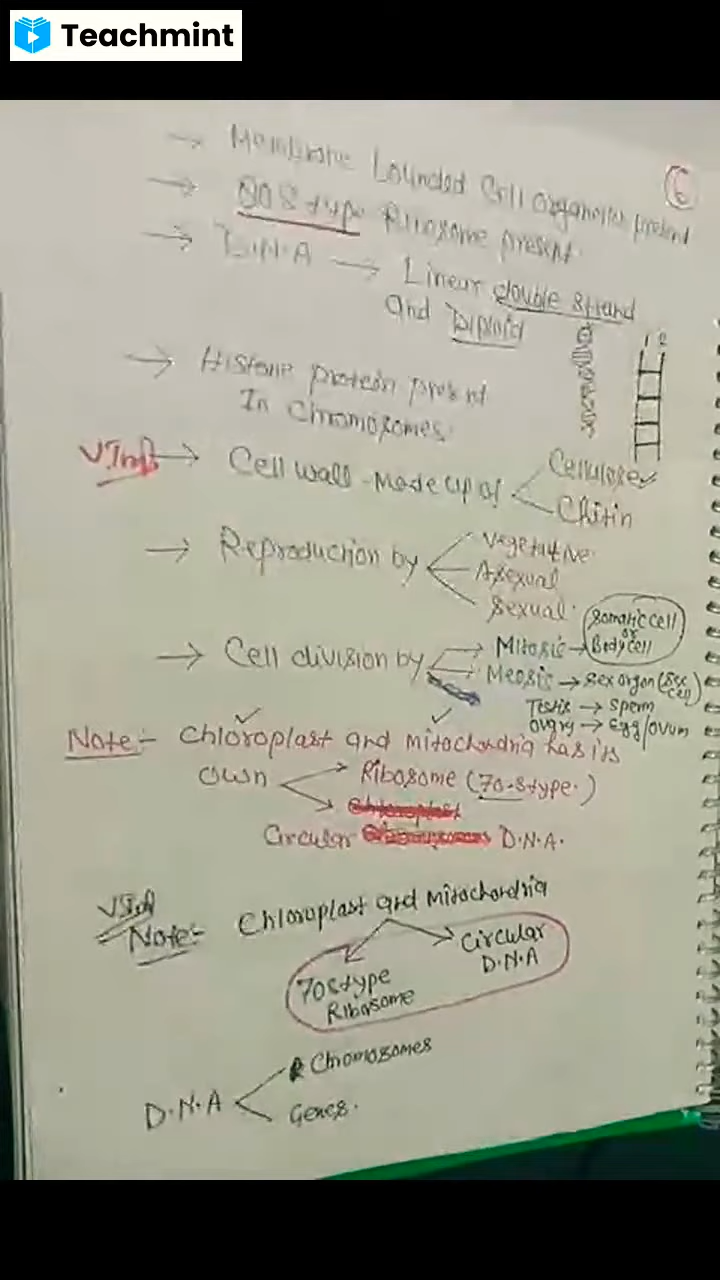 Teachmint
6
→ Membrane bounded Cell organelles present
→ 80S type Ribosome present.
→ D.N.A → Linear double strand
and Diploid
→ Histone protein present
In Chromosomes.
VImp → Cell wall - Made up of Cellulose ✓
Chitin
→ Reproduction by Vegetative
Asexual
Sexual.
→ Cell division by → Mitosis → Somatic cell or Body cell
→ Meosis → Sex organ (Sex cell)
Testis → Sperm
Ovary → Egg/Ovum
Note:- Chloroplast and mitochondria has its
own → Ribosome (70-S type.)
→ Circular D.N.A.
VImp
Note:- Chloroplast and Mitochondria
70S type Ribosome
Circular D.N.A
D.N.A Chromosomes
Genes.